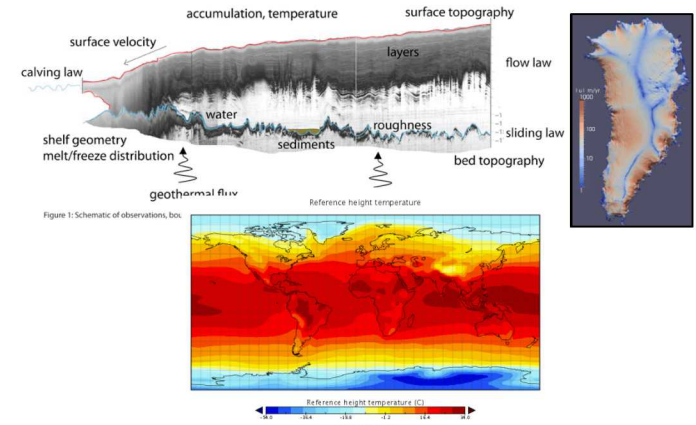 accumulation, temperature
surface topography
surface velocity
layers
flow law
calving law
water
roughness
sliding law
shelf geometry
melt/freeze distribution
sediments
bed topography
geothermal flux
Figure 1: Schematic of observations, bou
1000
100
10
Reference height temperature
Reference height temperature (C)